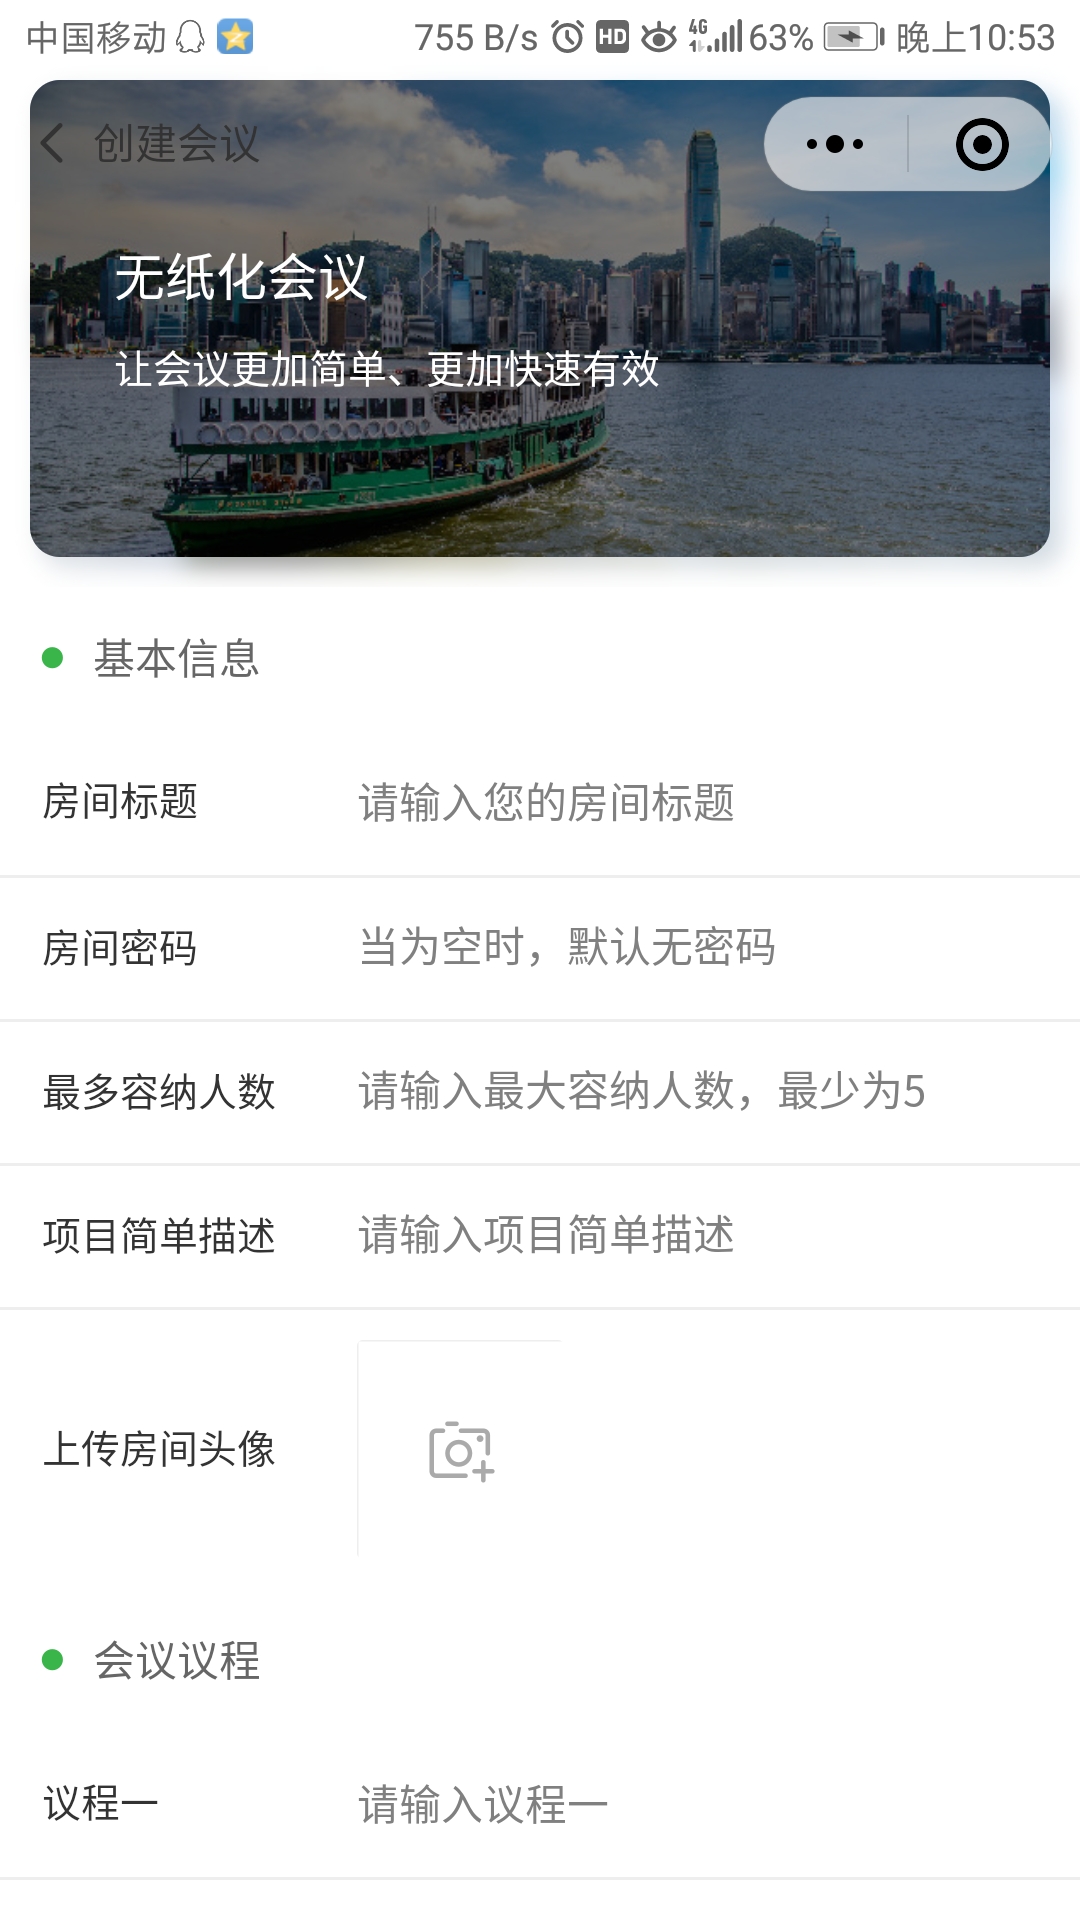 中国移动 755 B/s HD 4G 63% 晚上10:53
创建会议
无纸化会议
让会议更加简单、更加快速有效
基本信息
房间标题 请输入您的房间标题
房间密码 当为空时，默认无密码
最多容纳人数 请输入最大容纳人数，最少为5
项目简单描述 请输入项目简单描述
上传房间头像
会议议程
议程一 请输入议程一